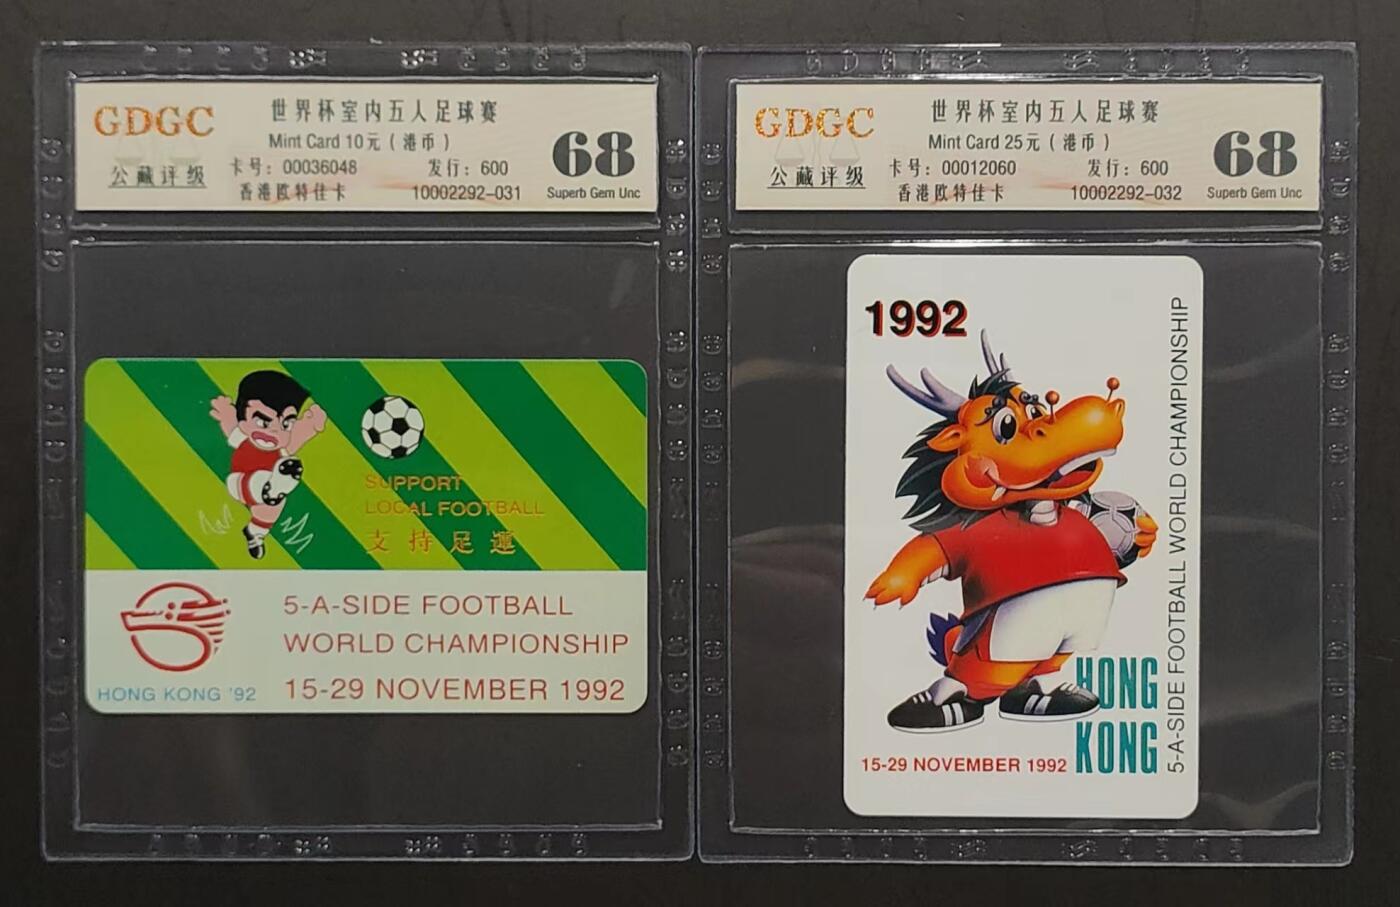 GDGC
公藏评级
世界杯室内五人足球赛
Mint Card 10元（港币）
卡号：00036048 发行：600
香港欧特佳卡 10002292-031
68
Superb Gem Unc
SUPPORT
LOCAL FOOTBALL
支持足運
5-A-SIDE FOOTBALL
WORLD CHAMPIONSHIP
HONG KONG '92
15-29 NOVEMBER 1992
GDGC
公藏评级
世界杯室内五人足球赛
Mint Card 25元（港币）
卡号：00012060 发行：600
香港欧特佳卡 10002292-032
68
Superb Gem Unc
1992
5-A-SIDE FOOTBALL WORLD CHAMPIONSHIP
HONG
KONG
15-29 NOVEMBER 1992